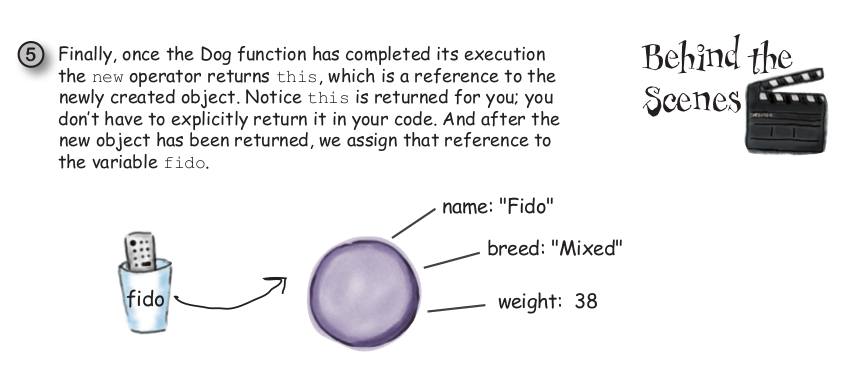 5 Finally, once the Dog function has completed its execution
the new operator returns this, which is a reference to the
newly created object. Notice this is returned for you; you
don't have to explicitly return it in your code. And after the
new object has been returned, we assign that reference to
the variable fido.
Behind the
Scenes
name: "Fido"
breed: "Mixed"
fido
weight: 38